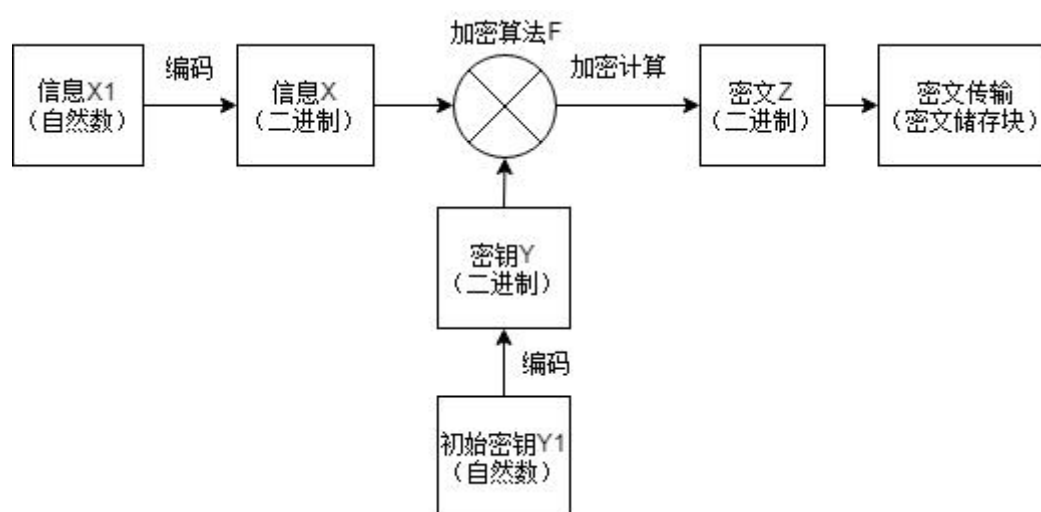 加密算法F
信息X1
（自然数）
编码
信息X
（二进制）
加密计算
密文Z
（二进制）
密文传输
（密文储存块）
密钥Y
（二进制）
编码
初始密钥Y1
（自然数）